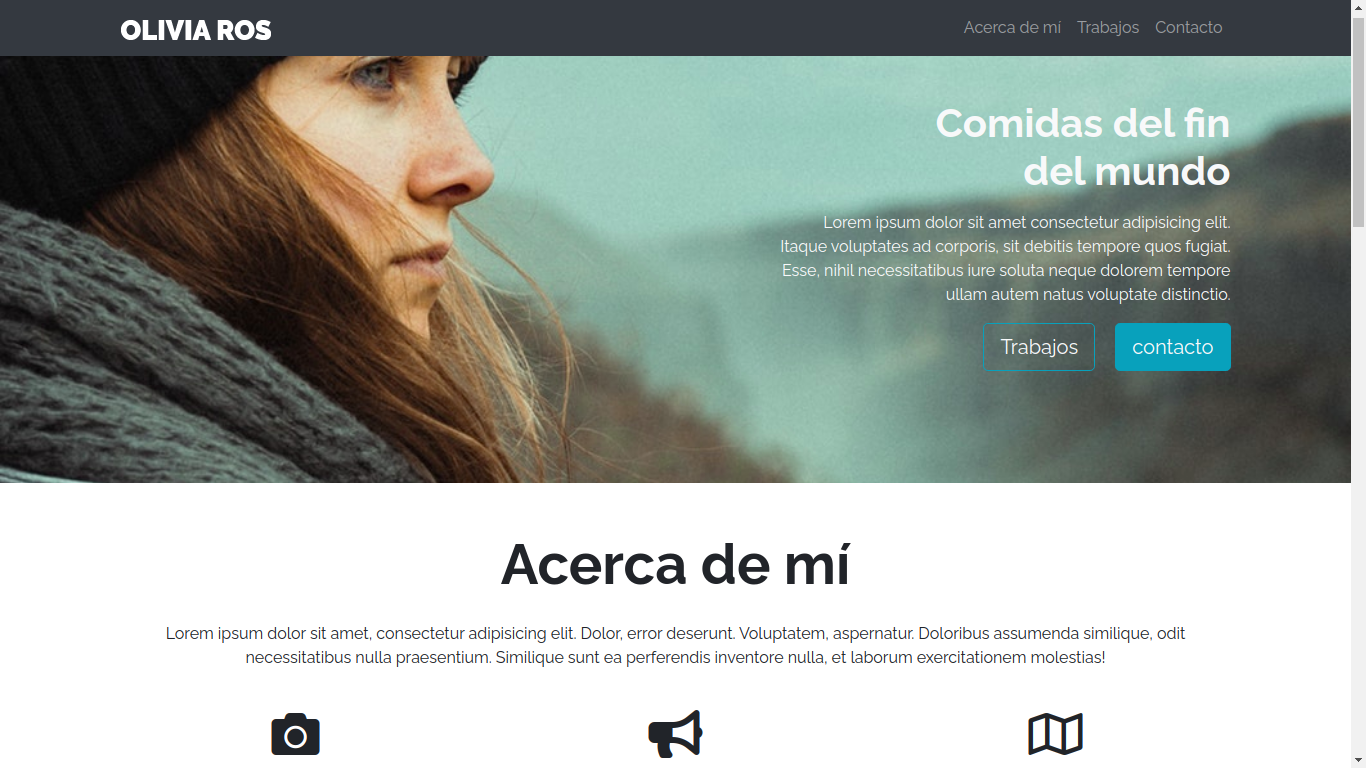 OLIVIA ROS
Acerca de mí Trabajos Contacto
Comidas del fin
del mundo
Lorem ipsum dolor sit amet consectetur adipisicing elit.
Itaque voluptates ad corporis, sit debitis tempore quos fugiat.
Esse, nihil necessitatibus iure soluta neque dolorem tempore
ullam autem natus voluptate distinctio.
Trabajos contacto
Acerca de mí
Lorem ipsum dolor sit amet, consectetur adipisicing elit. Dolor, error deserunt. Voluptatem, aspernatur. Doloribus assumenda similique, odit
necessitatibus nulla praesentium. Similique sunt ea perferendis inventore nulla, et laborum exercitationem molestias!